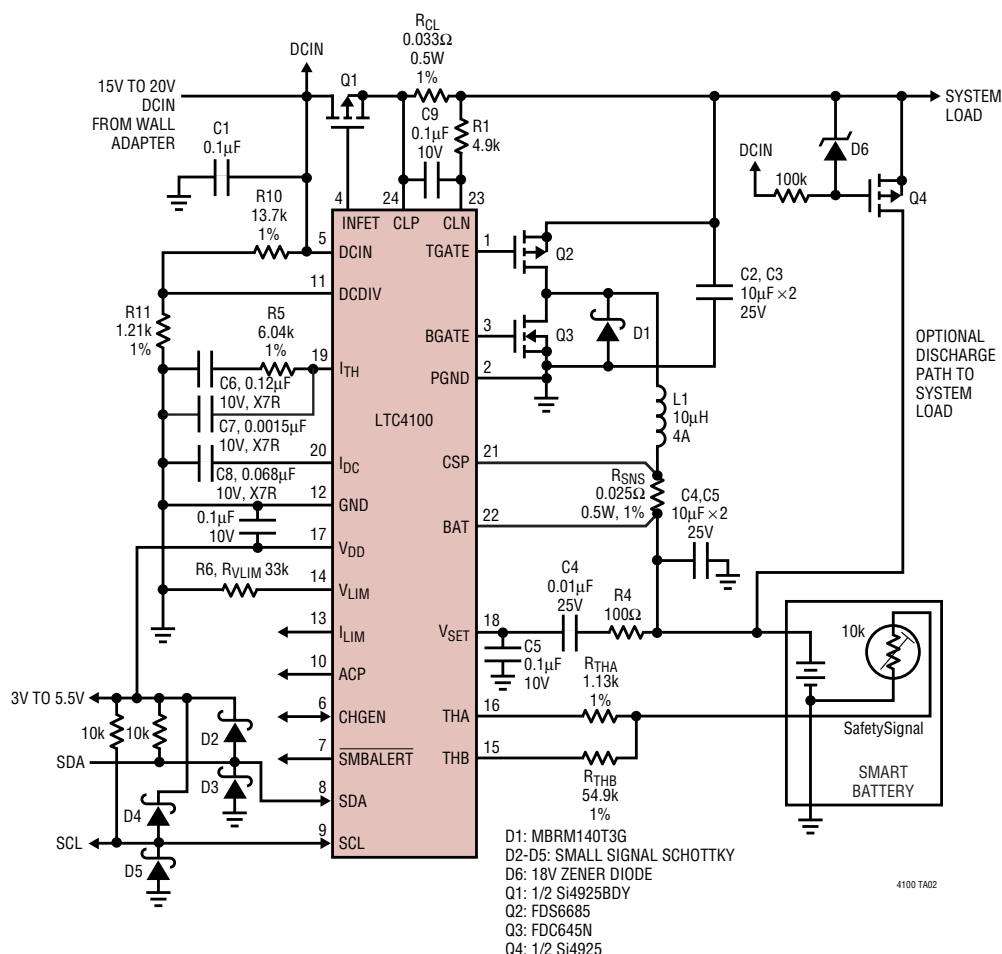 RCL
0.033Ω
0.5W
1%
DCIN
Q1
15V TO 20V
DCIN
FROM WALL
ADAPTER
C1
0.1µF
C9
0.1µF
10V
R1
4.9k
SYSTEM
LOAD
D6
DCIN
100k
Q4
R10
13.7k
1%
4
24
23
INFET
CLP
CLN
5
DCIN
TGATE
1
Q2
11
DCDIV
C2, C3
10µF ×2
25V
R11
1.21k
1%
R5
6.04k
1%
BGATE
3
Q3
D1
19
ITH
PGND
2
C6, 0.12µF
10V, X7R
C7, 0.0015µF
10V, X7R
LTC4100
L1
10µH
4A
OPTIONAL
DISCHARGE
PATH TO
SYSTEM
LOAD
20
IDC
CSP
21
C8, 0.068µF
10V, X7R
RSNS
0.025Ω
0.5W, 1%
C4,C5
10µF ×2
25V
12
GND
0.1µF
10V
BAT
22
17
VDD
R6, RVLIM 33k
14
VLIM
C4
0.01µF
25V
R4
100Ω
13
ILIM
VSET
18
C5
0.1µF
10V
10k
10
ACP
RTHA
1.13k
1%
3V TO 5.5V
6
CHGEN
THA
16
10k
10k
D2
SafetySignal
7
SMBALERT
THB
15
SDA
D3
RTHB
54.9k
1%
SMART
BATTERY
8
SDA
D4
9
SCL
SCL
D5
D1: MBRM140T3G
D2-D5: SMALL SIGNAL SCHOTTKY
D6: 18V ZENER DIODE
Q1: 1/2 Si4925BDY
Q2: FDS6685
Q3: FDC645N
Q4: 1/2 Si4925
4100 TA02